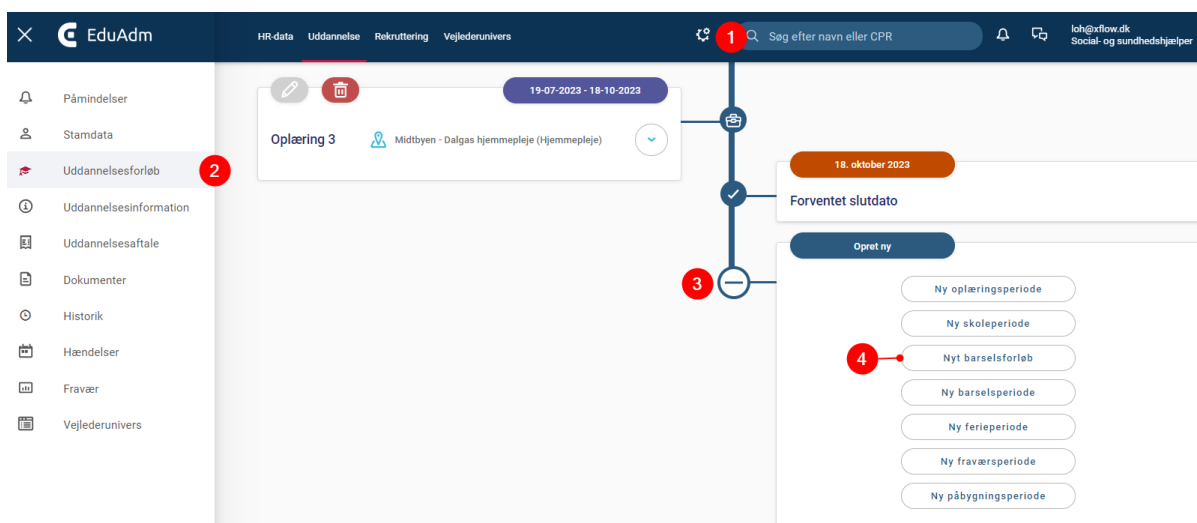 EduAdm
HR-data Uddannelse Rekruttering Vejlederunivers
1
Søg efter navn eller CPR
loh@xflow.dk
Social- og sundhedshjælper
Påmindelser
Stamdata
Uddannelsesforløb
2
Uddannelsesinformation
Uddannelsesaftale
Dokumenter
Historik
Hændelser
Fravær
Vejlederunivers
19-07-2023 - 18-10-2023
Oplæring 3
Midtbyen - Dalgas hjemmepleje (Hjemmepleje)
18. oktober 2023
Forventet slutdato
Opret ny
3
Ny oplæringsperiode
Ny skoleperiode
4
Nyt barselsforløb
Ny barselsperiode
Ny ferieperiode
Ny fraværsperiode
Ny påbygningsperiode